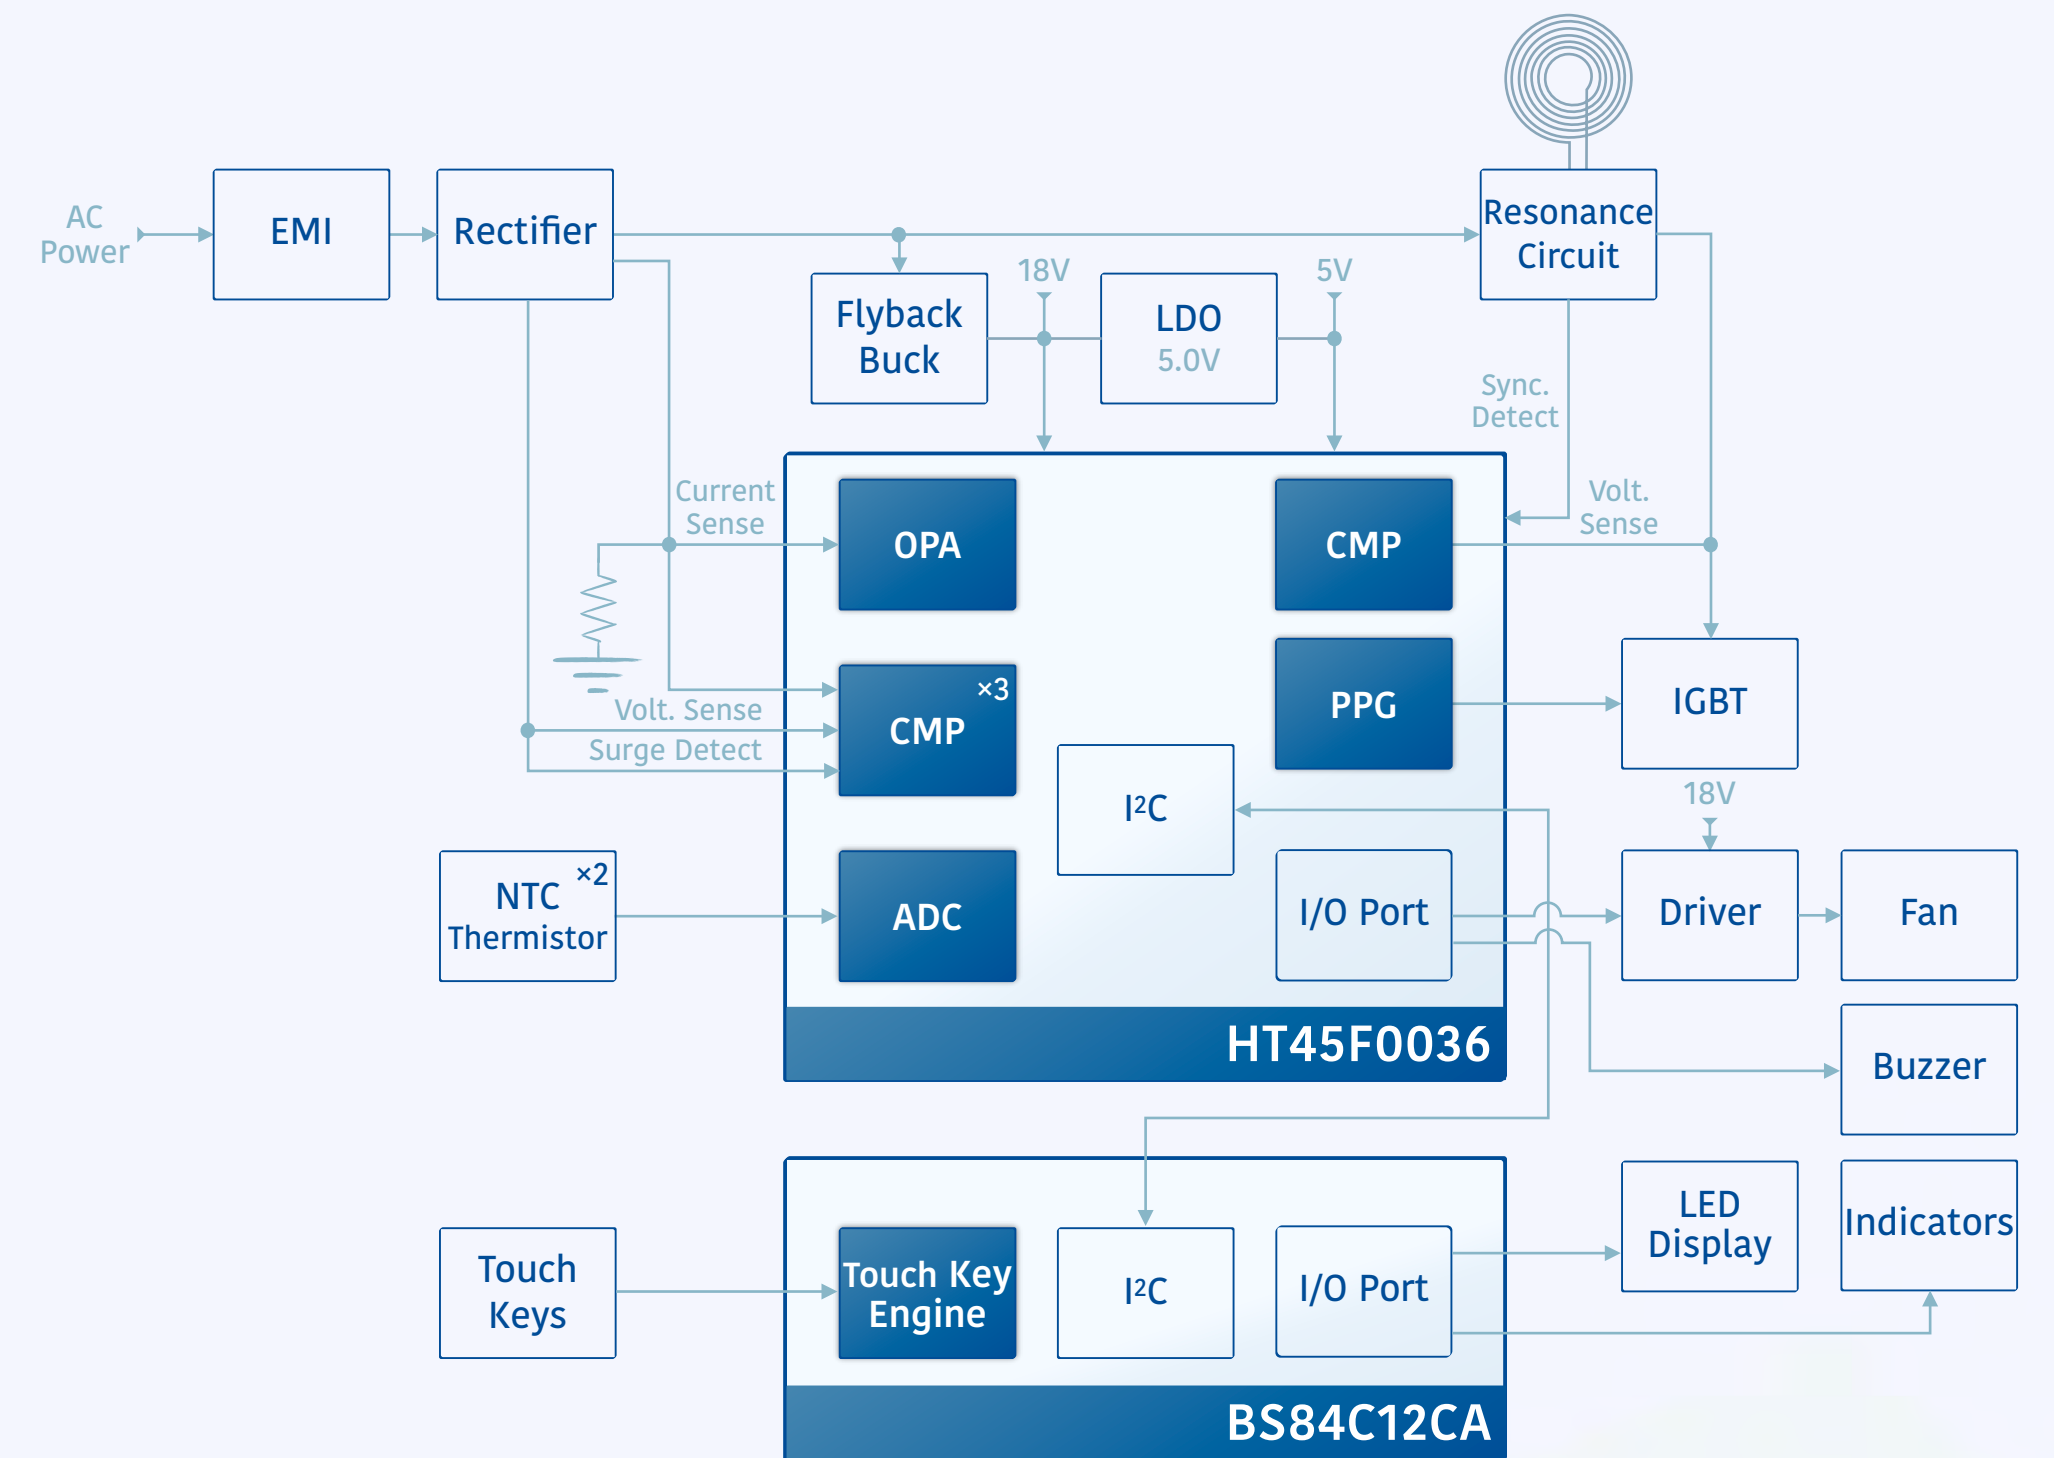 AC
Power
EMI
Rectifier
Resonance
Circuit
Flyback
Buck
18V
LDO
5.0V
5V
Sync.
Detect
Current
Sense
OPA
CMP
Volt.
Sense
×3
CMP
Volt. Sense
Surge Detect
PPG
IGBT
I²C
18V
×2
NTC
Thermistor
ADC
I/O Port
Driver
Fan
HT45F0036
Buzzer
Touch
Keys
Touch Key
Engine
I²C
I/O Port
LED
Display
Indicators
BS84C12CA